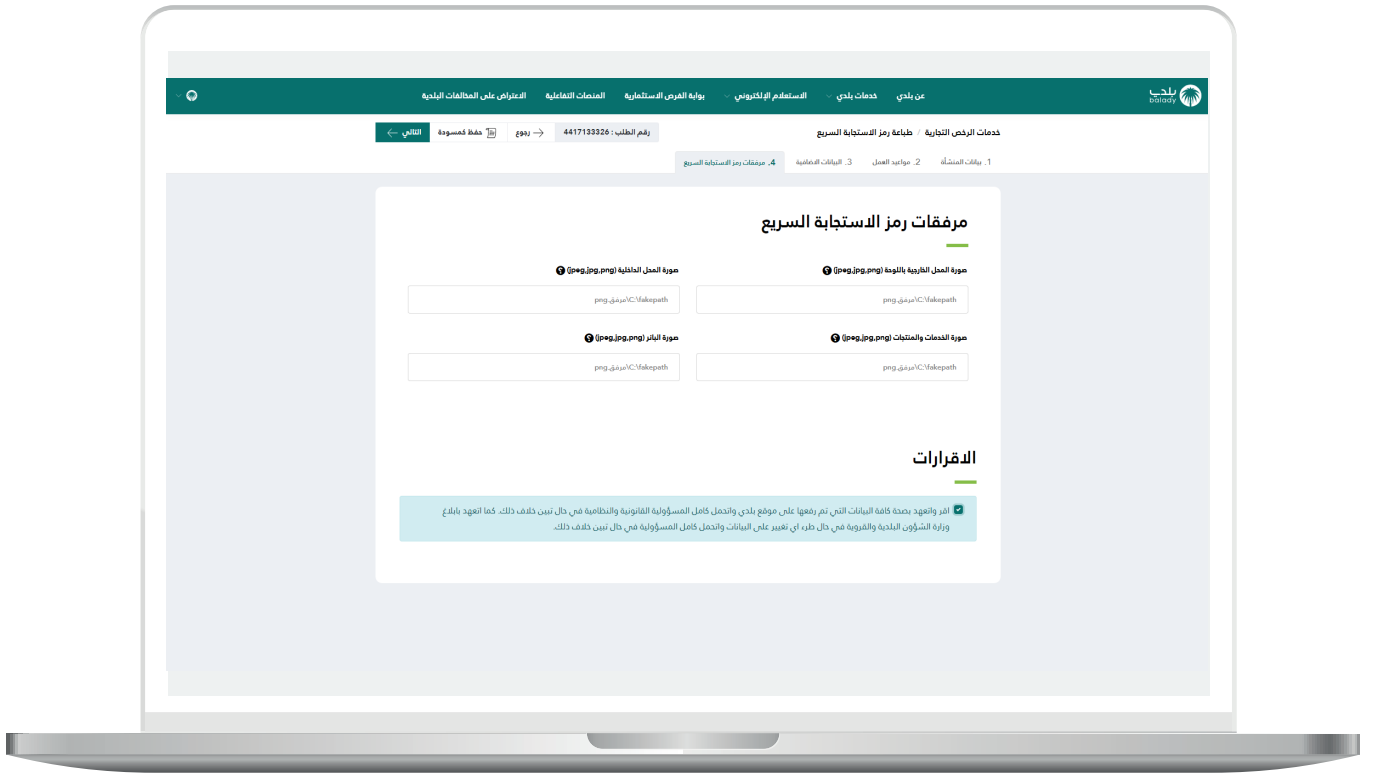 بلدي
balady
عن بلدي
خدمات بلدي
الاستعلام الإلكتروني
بوابة الفرص الاستثمارية
المنصات التفاعلية
الاعتراض على المخالفات البلدية
خدمات الرخص التجارية / طباعة رمز الاستجابة السريع
رقم الطلب : 4417133326
رجوع
حفظ كمسودة
التالي
1. بيانات المنشأة
2. مواعيد العمل
3. البيانات الاضافية
4. مرفقات رمز الاستجابة السريع
مرفقات رمز الاستجابة السريع
صورة المحل الخارجية باللوحة (jpeg,jpg,png)
صورة المحل الداخلية (jpeg,jpg,png)
C:\fakepath\مرفق.png
C:\fakepath\مرفق.png
صورة الخدمات والمنتجات (jpeg,jpg,png)
صورة البانر (jpeg,jpg,png)
C:\fakepath\مرفق.png
C:\fakepath\مرفق.png
الاقرارات
اقر واتعهد بصحة كافة البيانات التي تم رفعها على موقع بلدي واتحمل كامل المسؤولية القانونية والنظامية في حال تبين خلاف ذلك. كما اتعهد بابلاغ
وزارة الشؤون البلدية والقروية في حال طرء اي تغيير على البيانات واتحمل كامل المسؤولية في حال تبين خلاف ذلك.